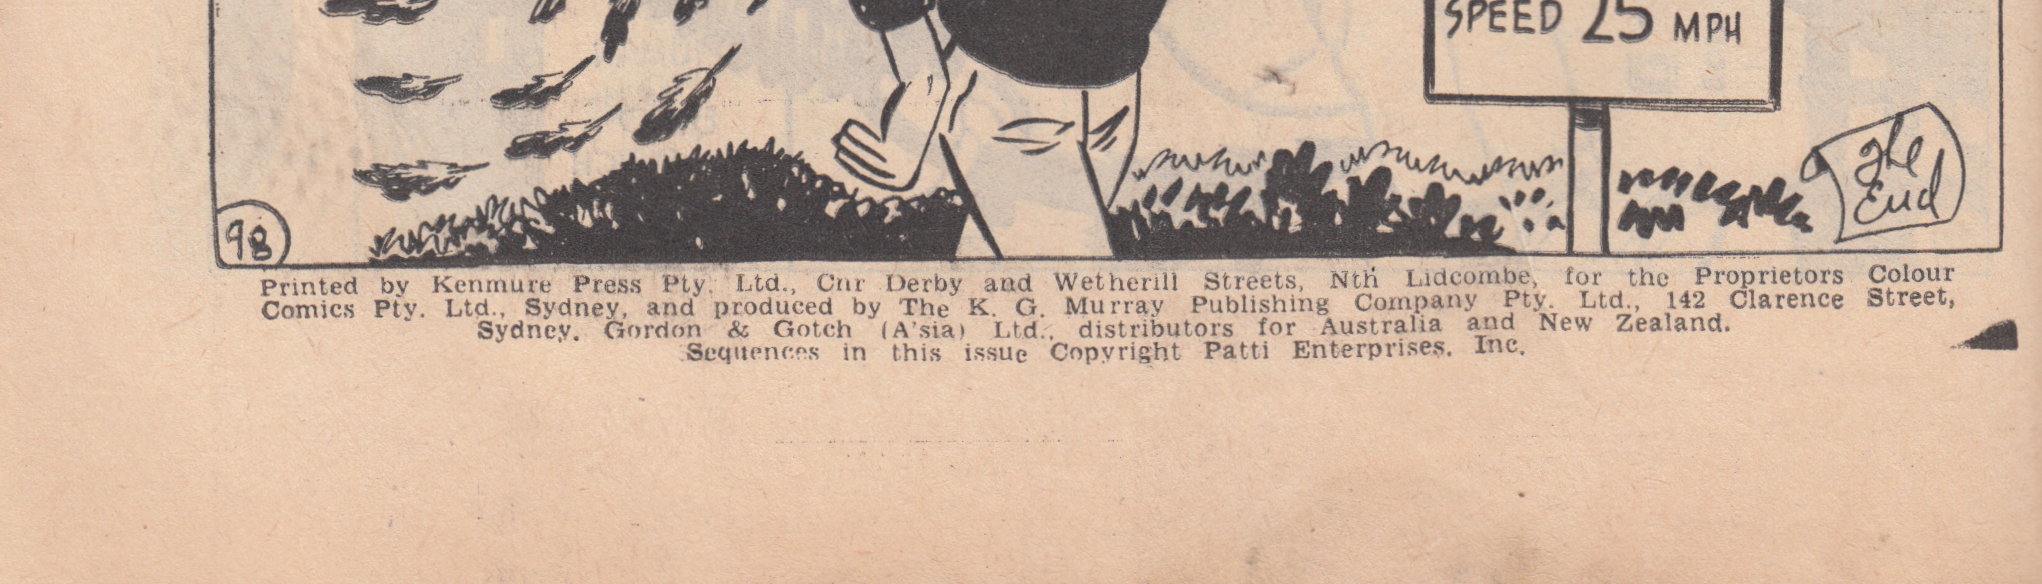 SPEED 25 MPH
The
End
98
Printed by Kenmure Press Pty. Ltd., Cnr Derby and Wetherill Streets, Nth Lidcombe, for the Proprietors Colour
Comics Pty. Ltd., Sydney, and produced by The K. G. Murray Publishing Company Pty. Ltd., 142 Clarence Street,
Sydney. Gordon & Gotch (A'sia) Ltd., distributors for Australia and New Zealand.
Sequences in this issue Copyright Patti Enterprises, Inc.